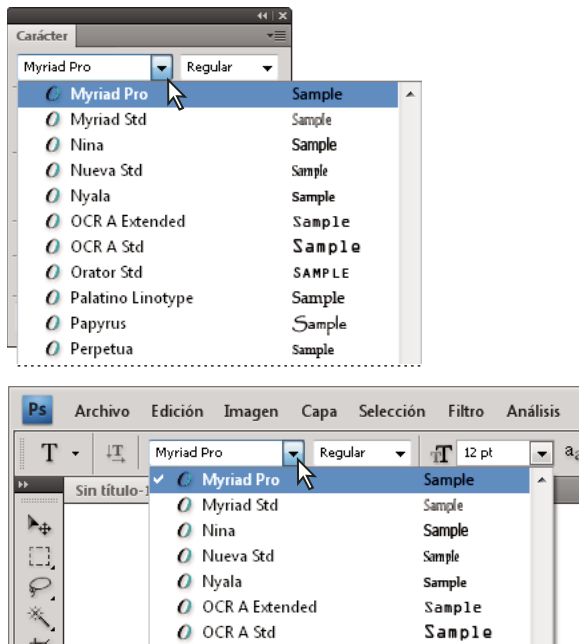 Carácter
Myriad Pro Regular
Myriad Pro Sample
Myriad Std Sample
Nina Sample
Nueva Std Sample
Nyala Sample
OCR A Extended Sample
OCR A Std Sample
Orator Std SAMPLE
Palatino Linotype Sample
Papyrus Sample
Perpetua Sample
Ps Archivo Edición Imagen Capa Selección Filtro Análisis
T T Myriad Pro Regular TT 12 pt aa
Sin título-1
Myriad Pro Sample
Myriad Std Sample
Nina Sample
Nueva Std Sample
Nyala Sample
OCR A Extended Sample
OCR A Std Sample